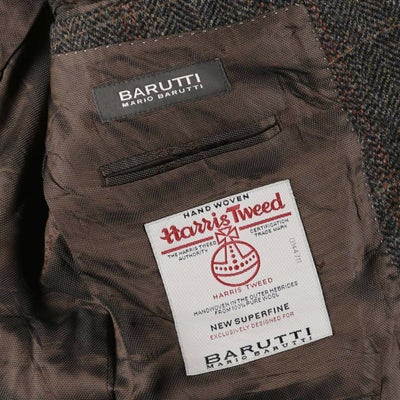 BARUTTI
MARIO BARUTTI
HAND WOVEN
Harris Tweed
THE HARRIS TWEED AUTHORITY
CERTIFICATION TRADE MARK
HARRIS TWEED
HANDWOVEN IN THE OUTER HEBRIDES
FROM 100% PURE WOOL
NEW SUPERFINE
EXCLUSIVELY DESIGNED FOR
BARUTTI
MARIO BARUTTI